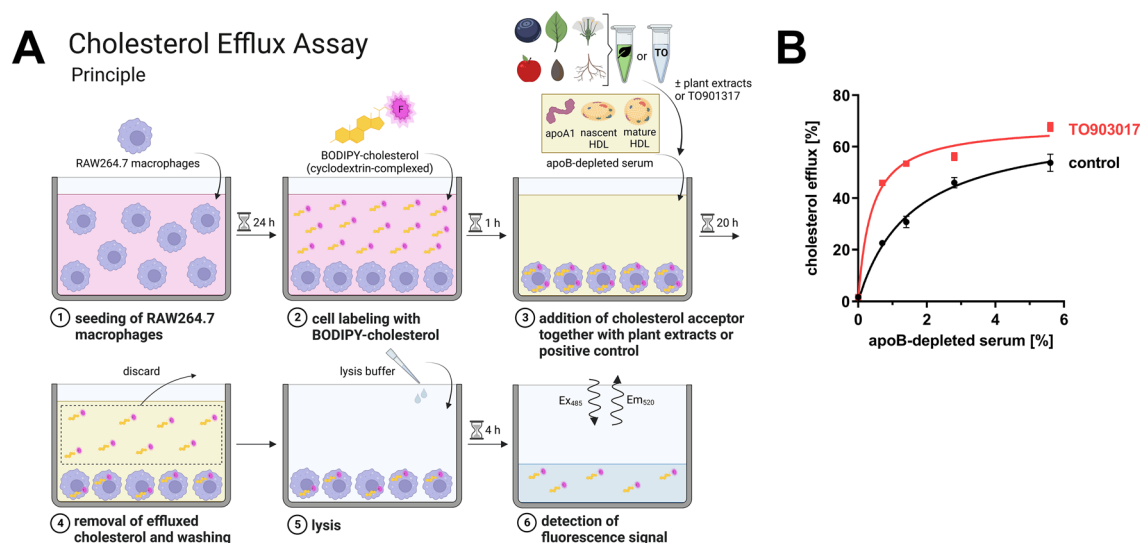 A
Cholesterol Efflux Assay
Principle
RAW264.7 macrophages
24 h
1 seeding of RAW264.7
macrophages
F
BODIPY-cholesterol
(cyclodextrin-complexed)
1 h
2 cell labeling with
BODIPY-cholesterol
or
TO
± plant extracts
or TO901317
apoA1
nascent
HDL
mature
HDL
apoB-depleted serum
20 h
3 addition of cholesterol acceptor
together with plant extracts or
positive control
discard
4 removal of effluxed
cholesterol and washing
lysis buffer
4 h
5 lysis
Ex485
Em520
6 detection of
fluorescence signal
B
cholesterol efflux [%]
80
60
40
20
0
0
2
4
6
apoB-depleted serum [%]
TO903017
control